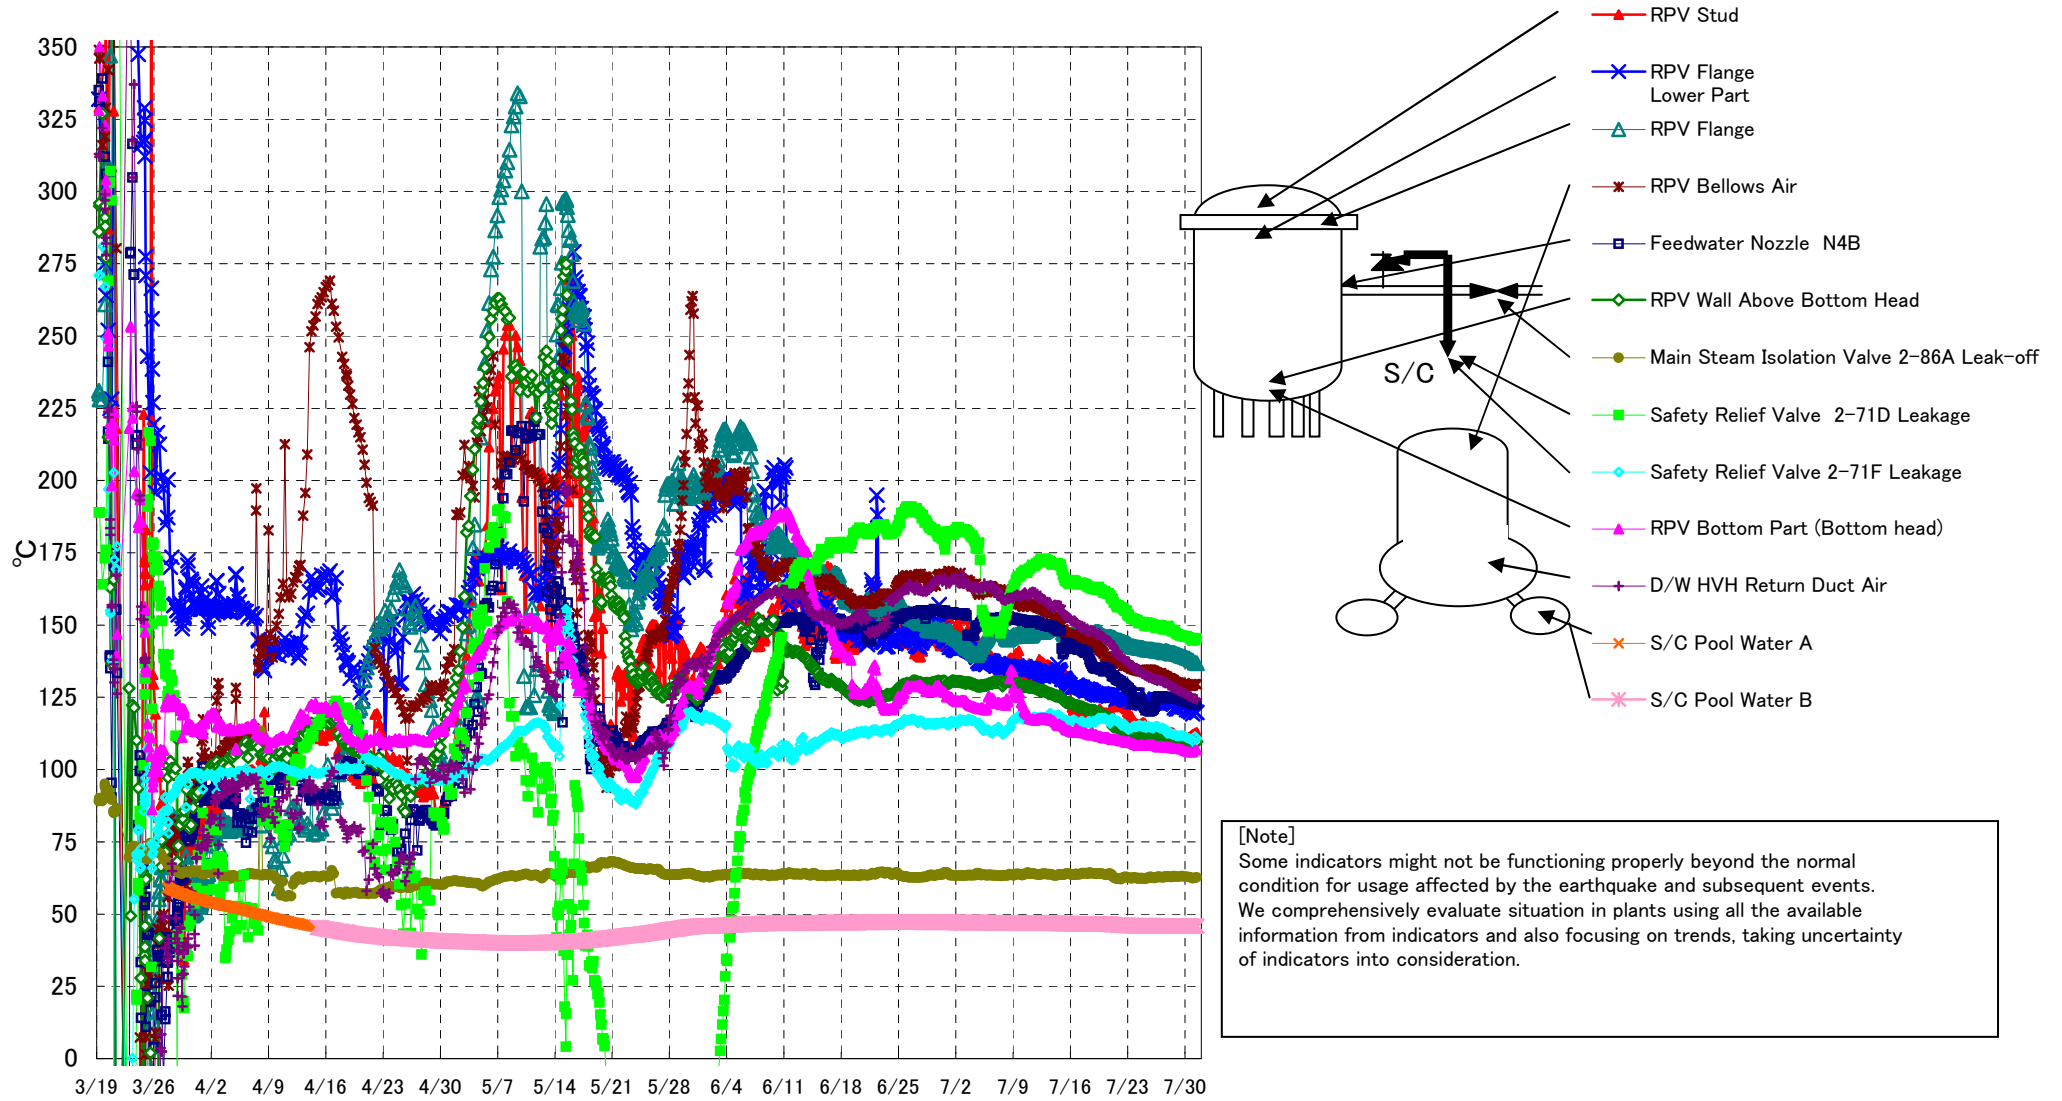 350
325
300
275
250
225
200
175
150
125
100
75
50
25
0
℃
3/19 3/26 4/2 4/9 4/16 4/23 4/30 5/7 5/14 5/21 5/28 6/4 6/11 6/18 6/25 7/2 7/9 7/16 7/23 7/30
RPV Stud
RPV Flange
Lower Part
RPV Flange
RPV Bellows Air
Feedwater Nozzle N4B
RPV Wall Above Bottom Head
Main Steam Isolation Valve 2-86A Leak-off
Safety Relief Valve 2-71D Leakage
Safety Relief Valve 2-71F Leakage
RPV Bottom Part (Bottom head)
D/W HVH Return Duct Air
S/C Pool Water A
S/C Pool Water B
S/C
[Note]
Some indicators might not be functioning properly beyond the normal
condition for usage affected by the earthquake and subsequent events.
We comprehensively evaluate situation in plants using all the available
information from indicators and also focusing on trends, taking uncertainty
of indicators into consideration.